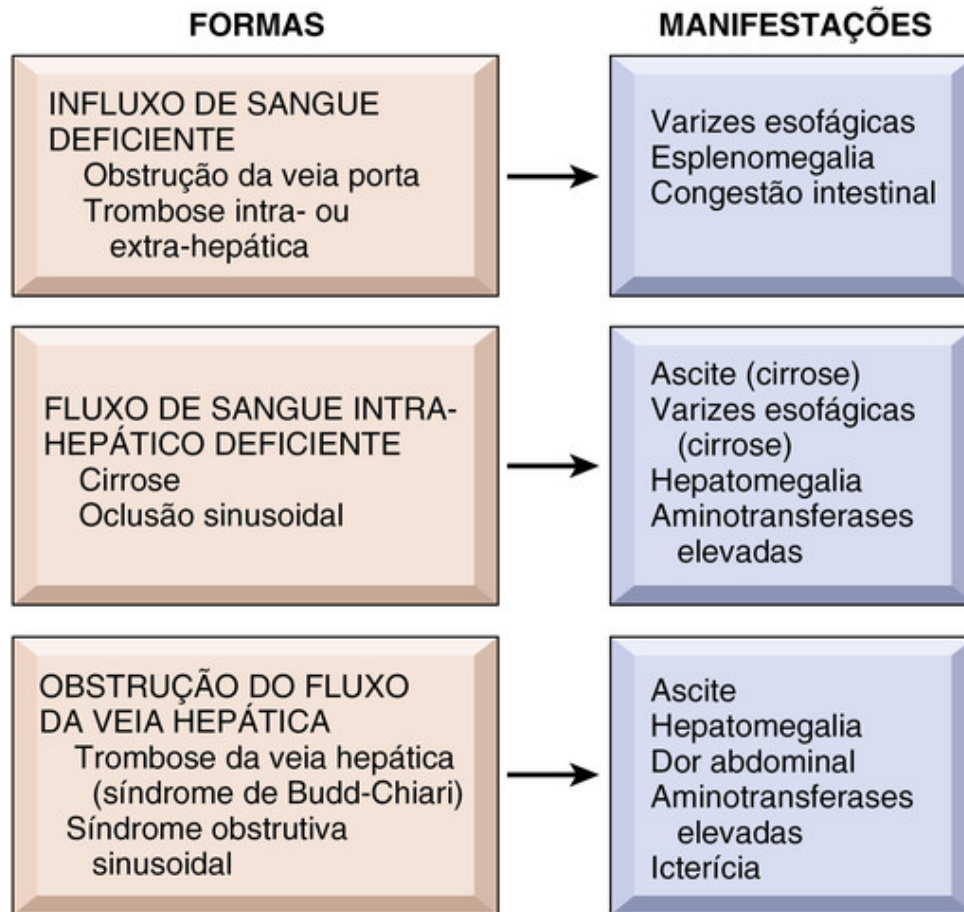 FORMAS
MANIFESTAÇÕES
INFLUXO DE SANGUE
DEFICIENTE
Obstrução da veia porta
Trombose intra- ou
extra-hepática
Varizes esofágicas
Esplenomegalia
Congestão intestinal
FLUXO DE SANGUE INTRA-
HEPÁTICO DEFICIENTE
Cirrose
Oclusão sinusoidal
Ascite (cirrose)
Varizes esofágicas
(cirrose)
Hepatomegalia
Aminotransferases
elevadas
OBSTRUÇÃO DO FLUXO
DA VEIA HEPÁTICA
Trombose da veia hepática
(síndrome de Budd-Chiari)
Síndrome obstrutiva
sinusoidal
Ascite
Hepatomegalia
Dor abdominal
Aminotransferases
elevadas
Icterícia